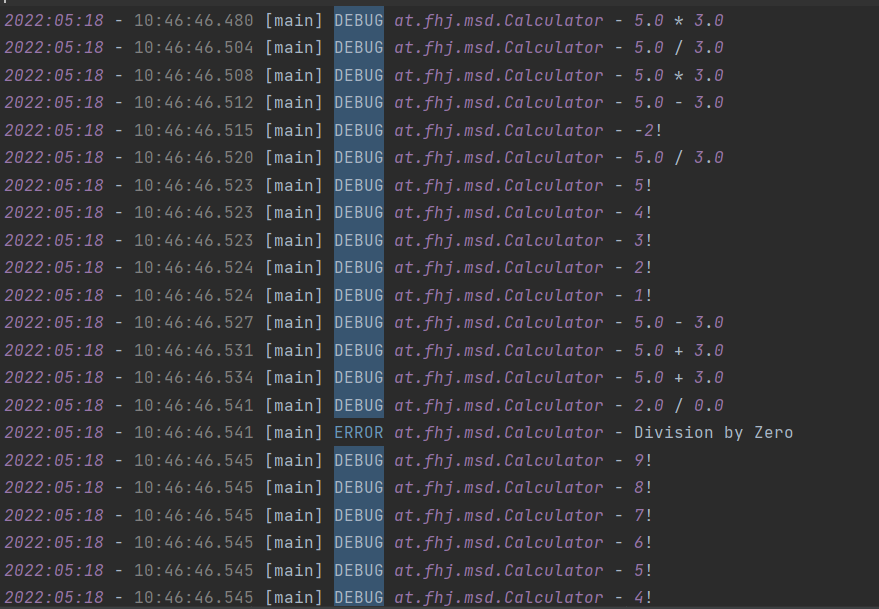 2022:05:18 - 10:46:46.480 [main] DEBUG at.fhj.msd.Calculator - 5.0 * 3.0
2022:05:18 - 10:46:46.504 [main] DEBUG at.fhj.msd.Calculator - 5.0 / 3.0
2022:05:18 - 10:46:46.508 [main] DEBUG at.fhj.msd.Calculator - 5.0 * 3.0
2022:05:18 - 10:46:46.512 [main] DEBUG at.fhj.msd.Calculator - 5.0 - 3.0
2022:05:18 - 10:46:46.515 [main] DEBUG at.fhj.msd.Calculator - -2!
2022:05:18 - 10:46:46.520 [main] DEBUG at.fhj.msd.Calculator - 5.0 / 3.0
2022:05:18 - 10:46:46.523 [main] DEBUG at.fhj.msd.Calculator - 5!
2022:05:18 - 10:46:46.523 [main] DEBUG at.fhj.msd.Calculator - 4!
2022:05:18 - 10:46:46.523 [main] DEBUG at.fhj.msd.Calculator - 3!
2022:05:18 - 10:46:46.524 [main] DEBUG at.fhj.msd.Calculator - 2!
2022:05:18 - 10:46:46.524 [main] DEBUG at.fhj.msd.Calculator - 1!
2022:05:18 - 10:46:46.527 [main] DEBUG at.fhj.msd.Calculator - 5.0 - 3.0
2022:05:18 - 10:46:46.531 [main] DEBUG at.fhj.msd.Calculator - 5.0 + 3.0
2022:05:18 - 10:46:46.534 [main] DEBUG at.fhj.msd.Calculator - 5.0 + 3.0
2022:05:18 - 10:46:46.541 [main] DEBUG at.fhj.msd.Calculator - 2.0 / 0.0
2022:05:18 - 10:46:46.541 [main] ERROR at.fhj.msd.Calculator - Division by Zero
2022:05:18 - 10:46:46.545 [main] DEBUG at.fhj.msd.Calculator - 9!
2022:05:18 - 10:46:46.545 [main] DEBUG at.fhj.msd.Calculator - 8!
2022:05:18 - 10:46:46.545 [main] DEBUG at.fhj.msd.Calculator - 7!
2022:05:18 - 10:46:46.545 [main] DEBUG at.fhj.msd.Calculator - 6!
2022:05:18 - 10:46:46.545 [main] DEBUG at.fhj.msd.Calculator - 5!
2022:05:18 - 10:46:46.545 [main] DEBUG at.fhj.msd.Calculator - 4!